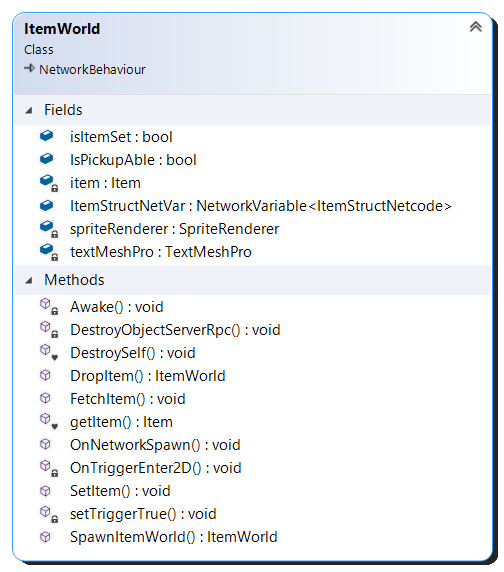 ItemWorld
Class
NetworkBehaviour
Fields
isItemSet : bool
IsPickupAble : bool
item : Item
ItemStructNetVar : NetworkVariable<ItemStructNetcode>
spriteRenderer : SpriteRenderer
textMeshPro : TextMeshPro
Methods
Awake() : void
DestroyObjectServerRpc() : void
DestroySelf() : void
DropItem() : ItemWorld
FetchItem() : void
getItem() : Item
OnNetworkSpawn() : void
OnTriggerEnter2D() : void
SetItem() : void
setTriggerTrue() : void
SpawnItemWorld() : ItemWorld